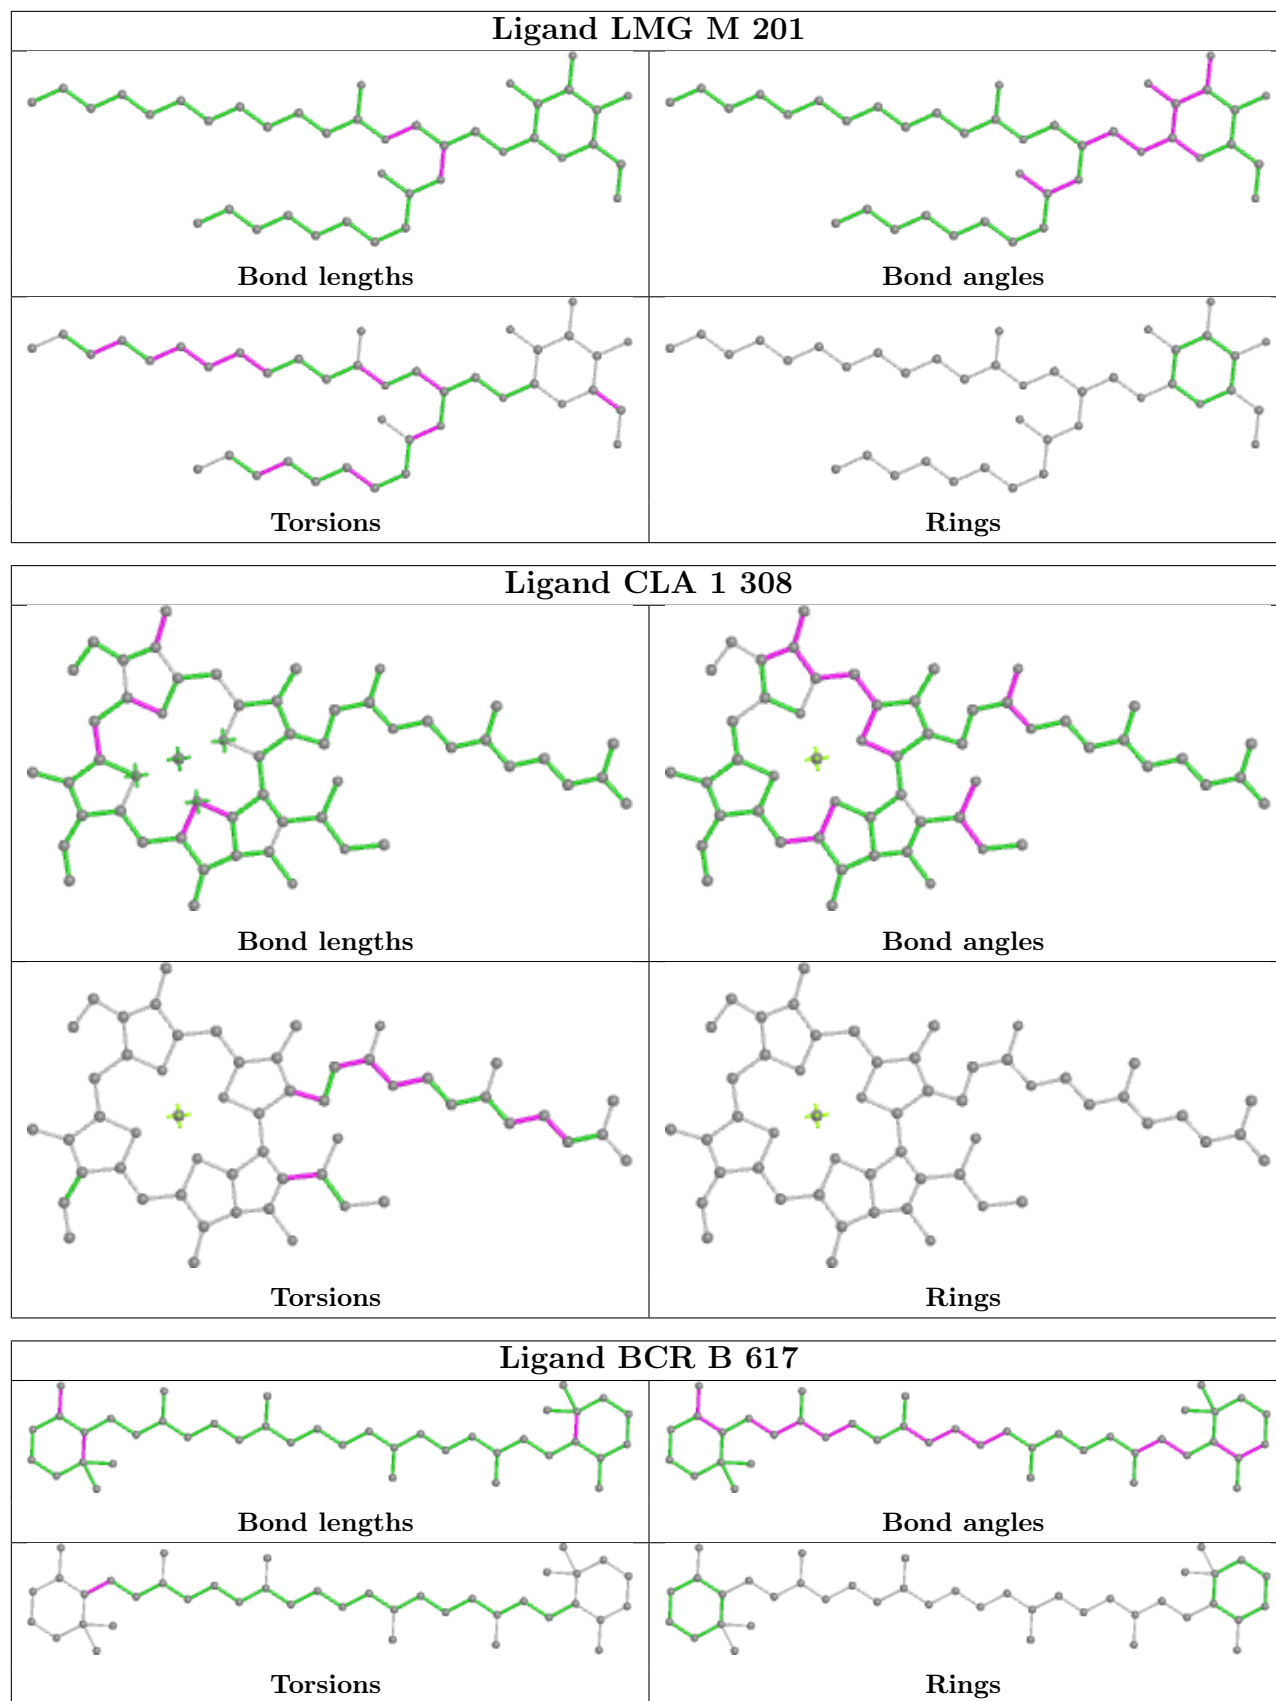 Ligand LMG M 201
Bond lengths
Bond angles
Torsions
Rings
Ligand CLA 1 308
Bond lengths
Bond angles
Torsions
Rings
Ligand BCR B 617
Bond lengths
Bond angles
Torsions
Rings